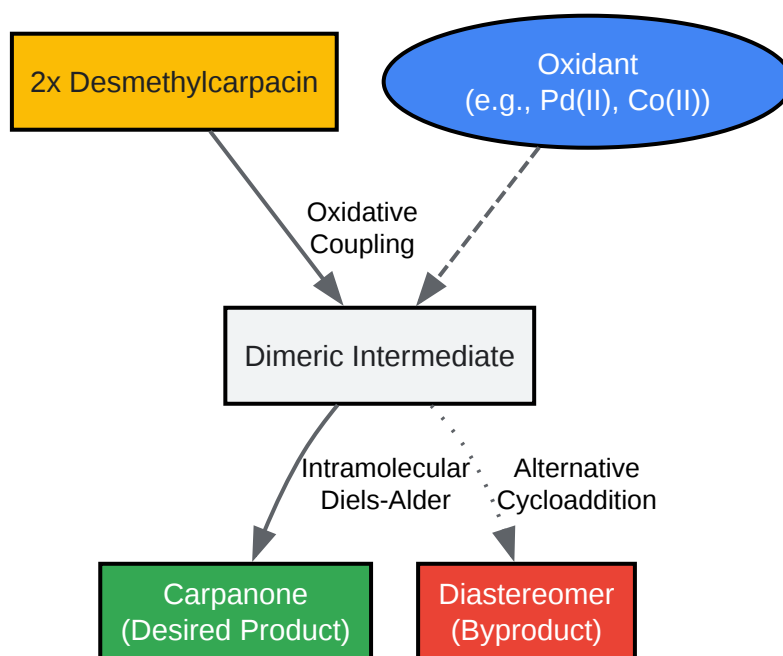 2x Desmethylcarpacin
Oxidant
(e.g., Pd(II), Co(II))
Oxidative
Coupling
Dimeric Intermediate
Intramolecular
Diels-Alder
Alternative
Cycloaddition
Carpanone
(Desired Product)
Diastereomer
(Byproduct)